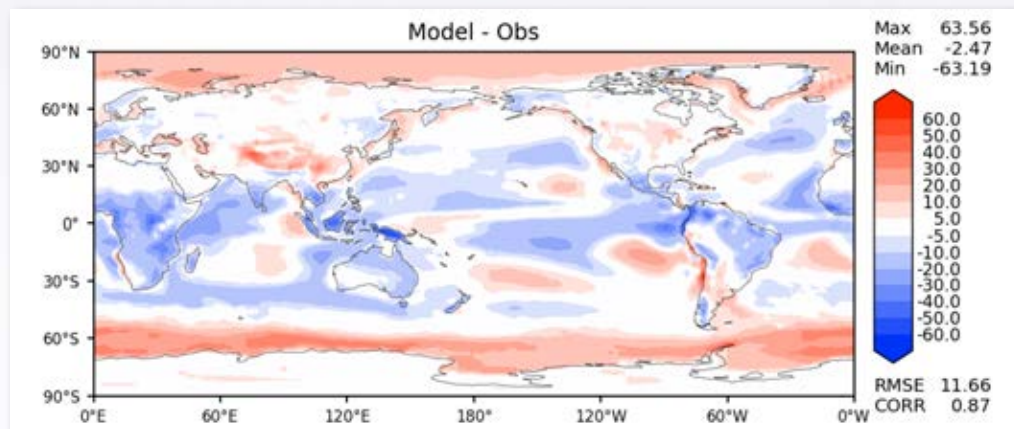 Model - Obs
Max 63.56
Mean -2.47
Min -63.19
90°N
60°N
30°N
0°
30°S
60°S
90°S
0°E 60°E 120°E 180° 120°W 60°W 0°W
60.0
50.0
40.0
30.0
20.0
10.0
5.0
-5.0
-10.0
-20.0
-30.0
-40.0
-50.0
-60.0
RMSE 11.66
CORR 0.87